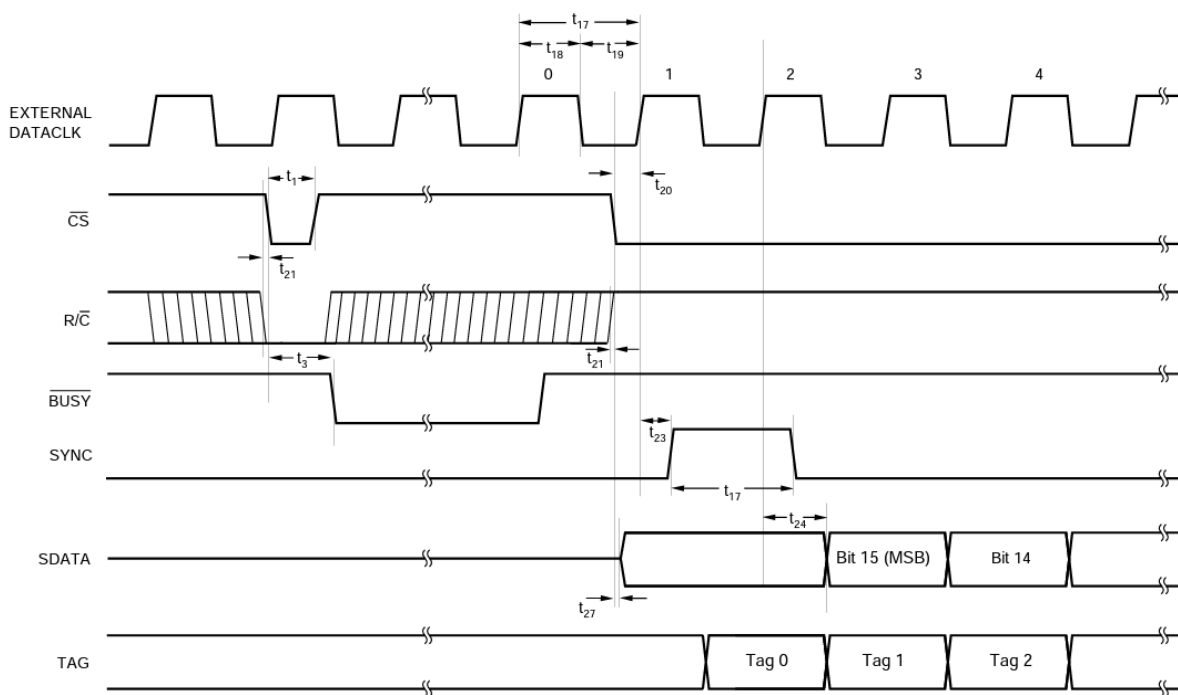 t17
t18 t19
0 1 2 3 4
EXTERNAL
DATACLK
t1
t20
CS
t21
R/C
t3
t21
BUSY
t23
SYNC
t17
t24
SDATA
Bit 15 (MSB) Bit 14
t27
TAG
Tag 0 Tag 1 Tag 2